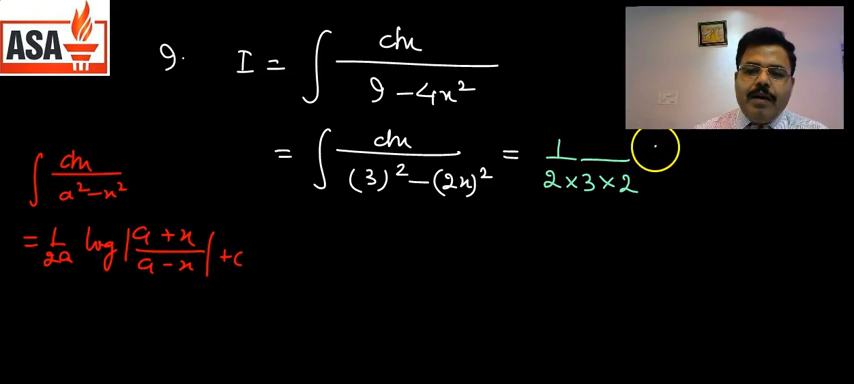 ASA
9. I = ∫ dx / (9 - 4x²)
= ∫ dx / ((3)² - (2x)²) = 1 / (2 × 3 × 2)
∫ dx / (a² - x²)
= 1/2a log |(a + x) / (a - x)| + c